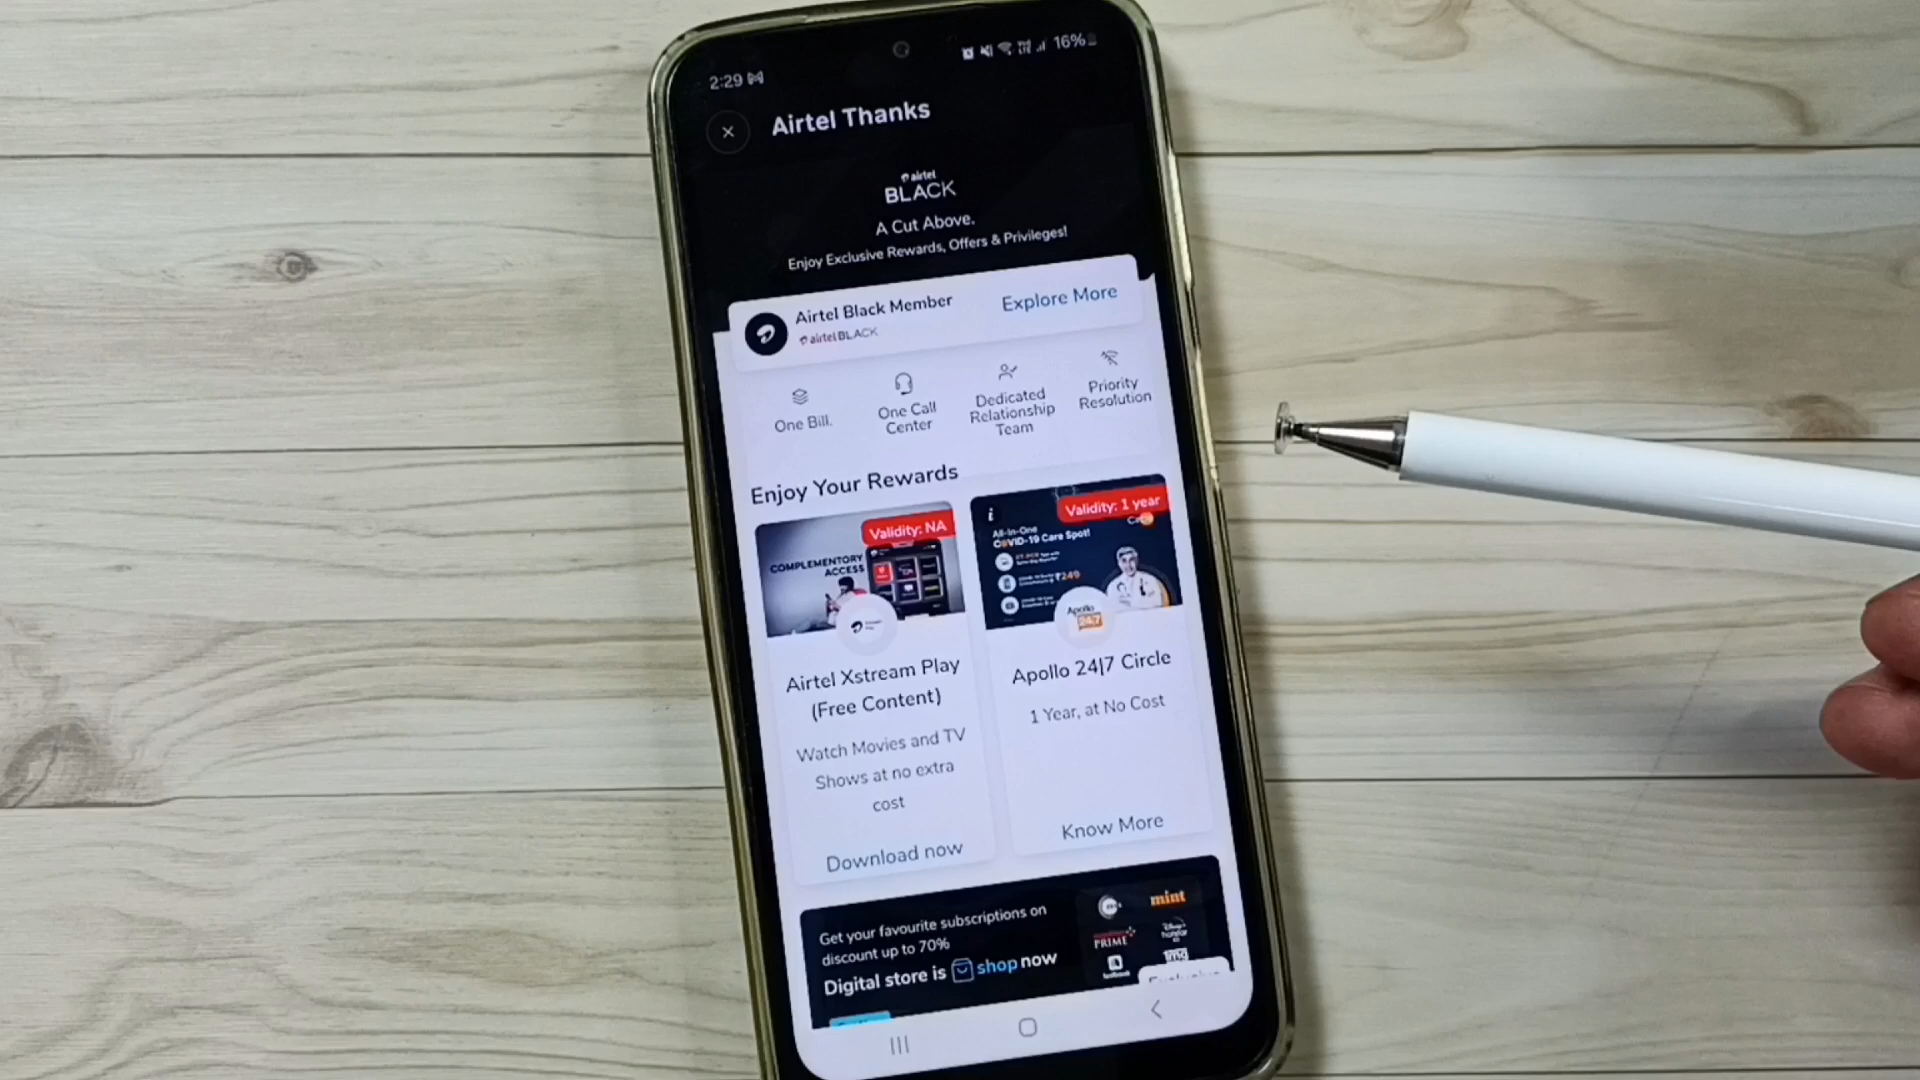 2:29
16%
Airtel Thanks
airtel
BLACK
A Cut Above.
Enjoy Exclusive Rewards, Offers & Privileges!
Airtel Black Member
airtel BLACK
Explore More
One Bill.
One Call
Center
Dedicated
Relationship
Team
Priority
Resolution
Enjoy Your Rewards
Validity: NA
COMPLEMENTORY
ACCESS
Airtel Xstream Play
(Free Content)
Watch Movies and TV
Shows at no extra
cost
Download now
Validity: 1 year
All-In-One
COVID-19 Care Spot!
₹249
Apollo
24|7
Apollo 24|7 Circle
1 Year, at No Cost
Know More
Get your favourite subscriptions on
discount up to 70%
Digital store is shop now
mint
PRIME